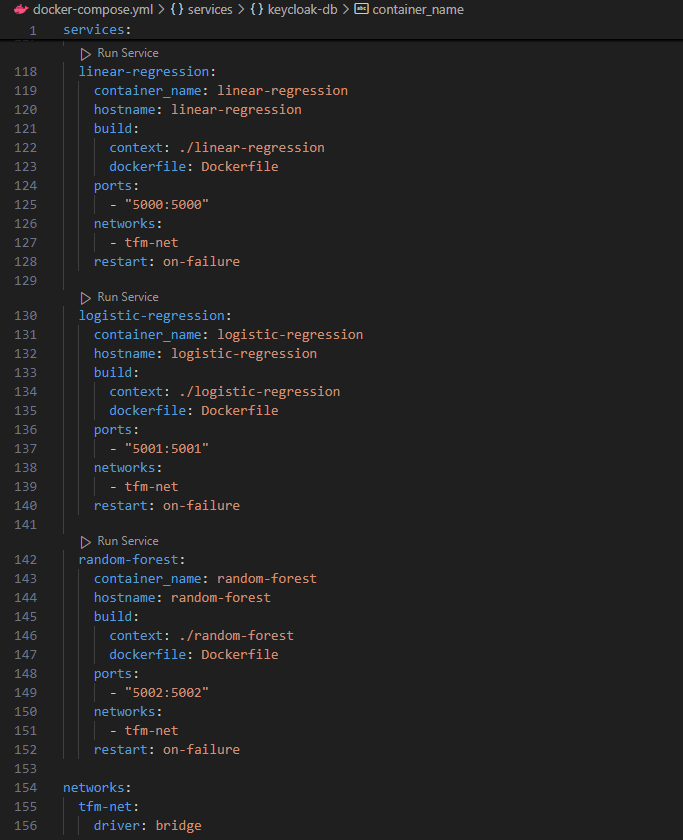 docker-compose.yml > {} services > {} keycloak-db > abc container_name
1 services:
Run Service
118 linear-regression:
119 container_name: linear-regression
120 hostname: linear-regression
121 build:
122 context: ./linear-regression
123 dockerfile: Dockerfile
124 ports:
125 - "5000:5000"
126 networks:
127 - tfm-net
128 restart: on-failure
129
Run Service
130 logistic-regression:
131 container_name: logistic-regression
132 hostname: logistic-regression
133 build:
134 context: ./logistic-regression
135 dockerfile: Dockerfile
136 ports:
137 - "5001:5001"
138 networks:
139 - tfm-net
140 restart: on-failure
141
Run Service
142 random-forest:
143 container_name: random-forest
144 hostname: random-forest
145 build:
146 context: ./random-forest
147 dockerfile: Dockerfile
148 ports:
149 - "5002:5002"
150 networks:
151 - tfm-net
152 restart: on-failure
153
154 networks:
155 tfm-net:
156 driver: bridge